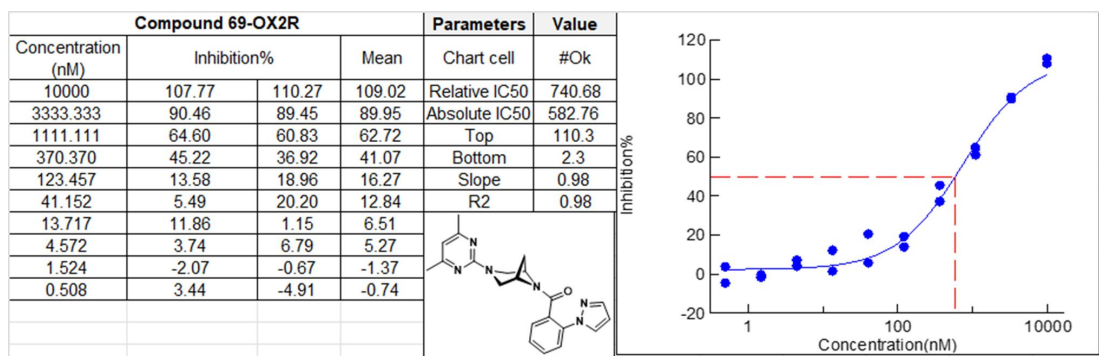 Compound 69-OX2R
Concentration (nM) Inhibition% Mean
10000 107.77 110.27 109.02
3333.333 90.46 89.45 89.95
1111.111 64.60 60.83 62.72
370.370 45.22 36.92 41.07
123.457 13.58 18.96 16.27
41.152 5.49 20.20 12.84
13.717 11.86 1.15 6.51
4.572 3.74 6.79 5.27
1.524 -2.07 -0.67 -1.37
0.508 3.44 -4.91 -0.74
Parameters Value
Chart cell #Ok
Relative IC50 740.68
Absolute IC50 582.76
Top 110.3
Bottom 2.3
Slope 0.98
R2 0.98
N
N
N
N
O
N
N
Inhibition%
120
100
80
60
40
20
0
-20
1 100 10000
Concentration(nM)